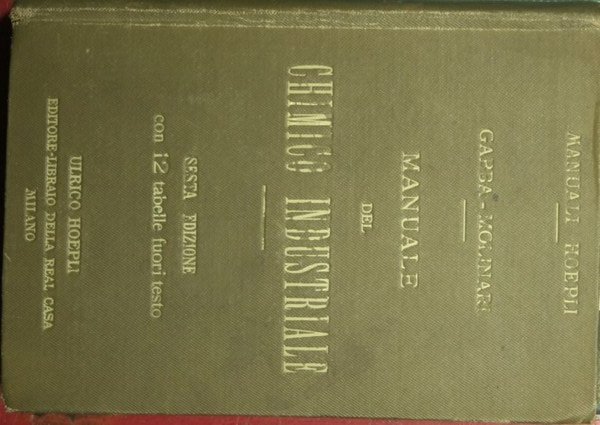 MANUALI HOEPLI
GABBA - MOLINARI
MANUALE
DEL
CHIMICO INDUSTRIALE
SESTA EDIZIONE
con 12 tabelle fuori testo
ULRICO HOEPLI
EDITORE-LIBRAIO DELLA REAL CASA
MILANO